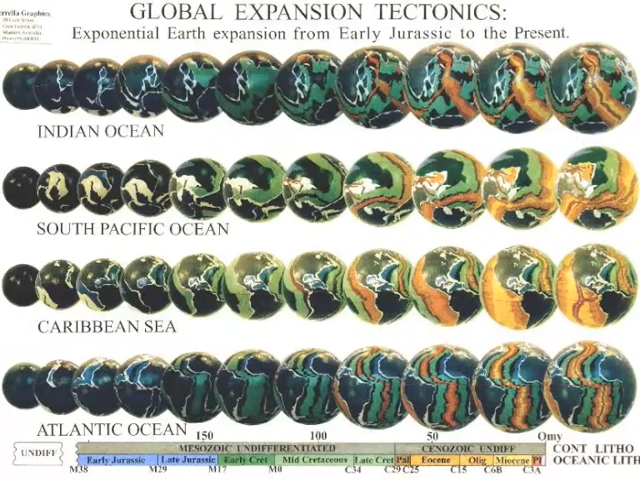 errella Graphics
GLOBAL EXPANSION TECTONICS:
Exponential Earth expansion from Early Jurassic to the Present.
INDIAN OCEAN
SOUTH PACIFIC OCEAN
CARIBBEAN SEA
ATLANTIC OCEAN
150 100 50 Omy
UNDIFF MESOZOIC UNDIFFERENTIATED CENOZOIC UNDIFF CONT LITHO
Early Jurassic Late Jurassic Early Cret Mid Cretaceous Late Cret Pal Eocene Olig Miocene Pl OCEANIC LITH
M38 M29 M17 M0 C34 C29 C25 C15 C6B C3A